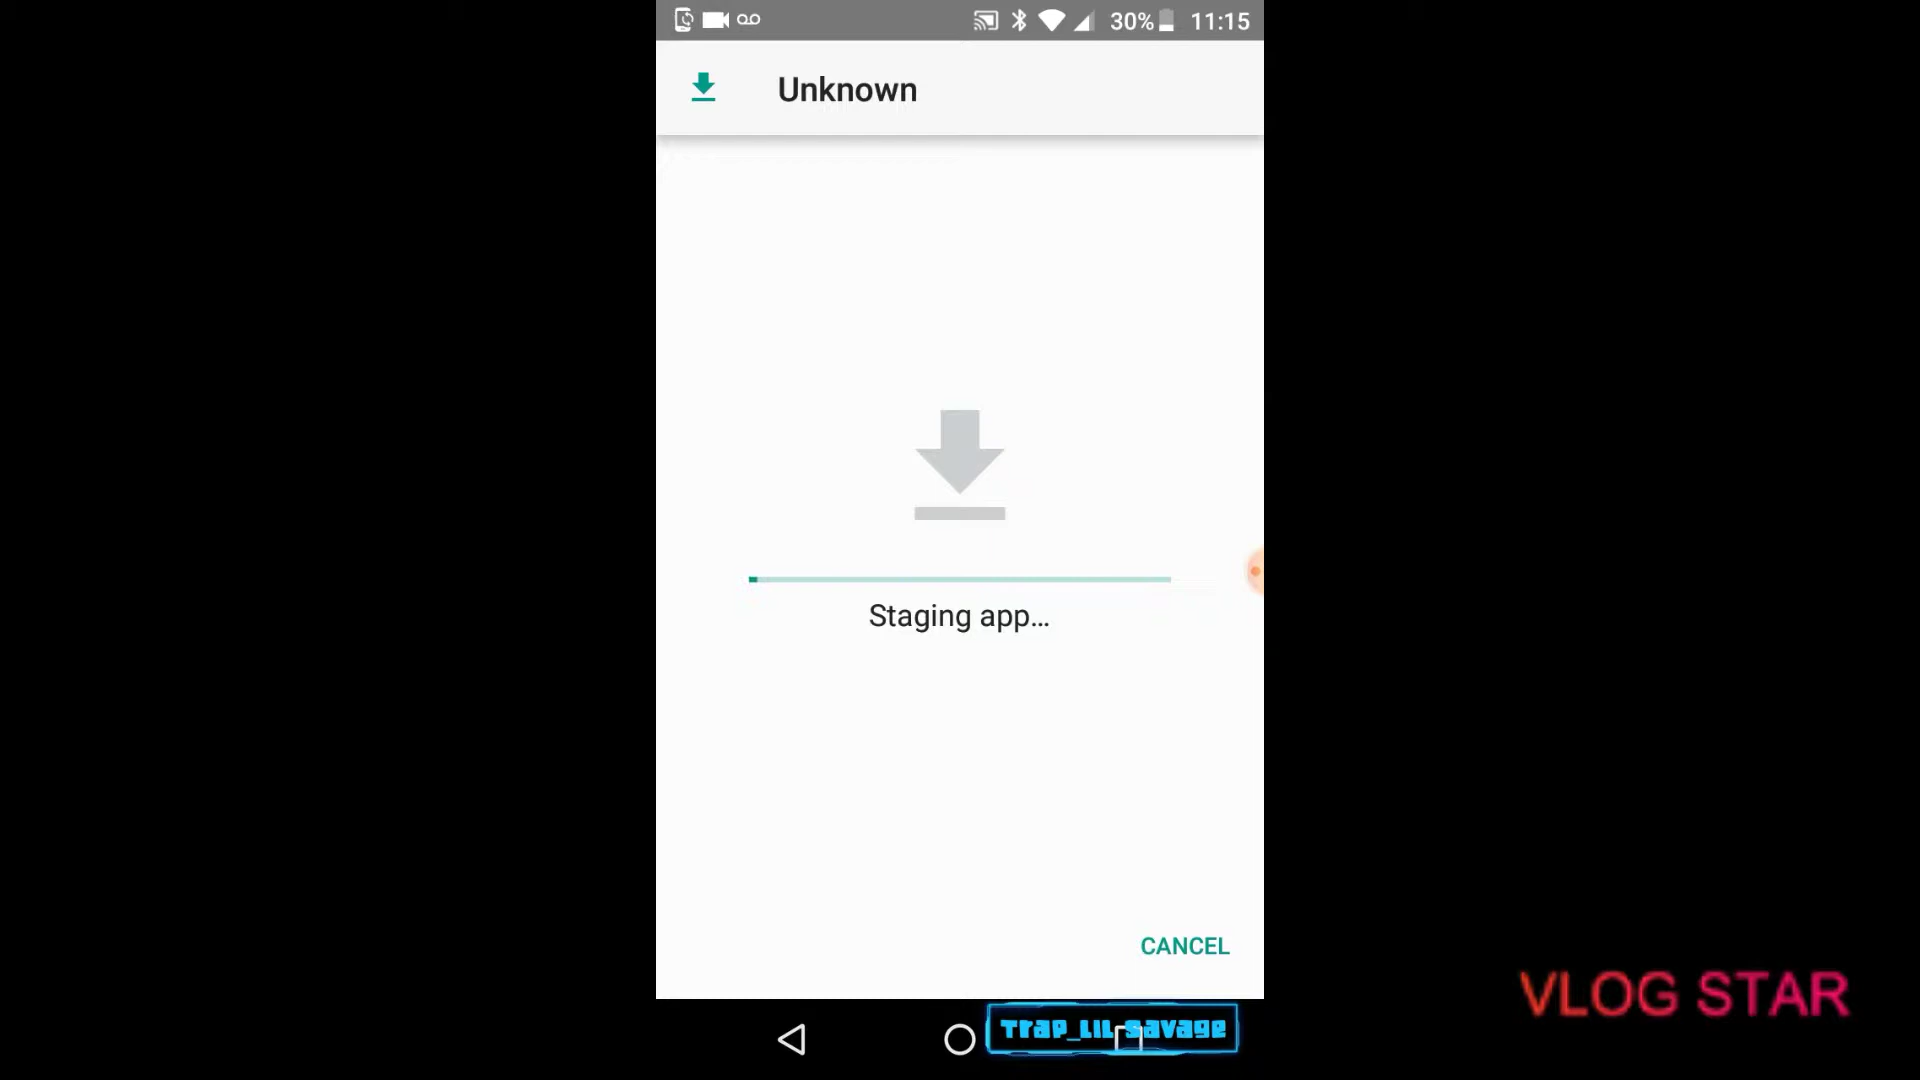 30% 11:15
Unknown
Staging app...
CANCEL
Trap_Lil_Savage
VLOG STAR